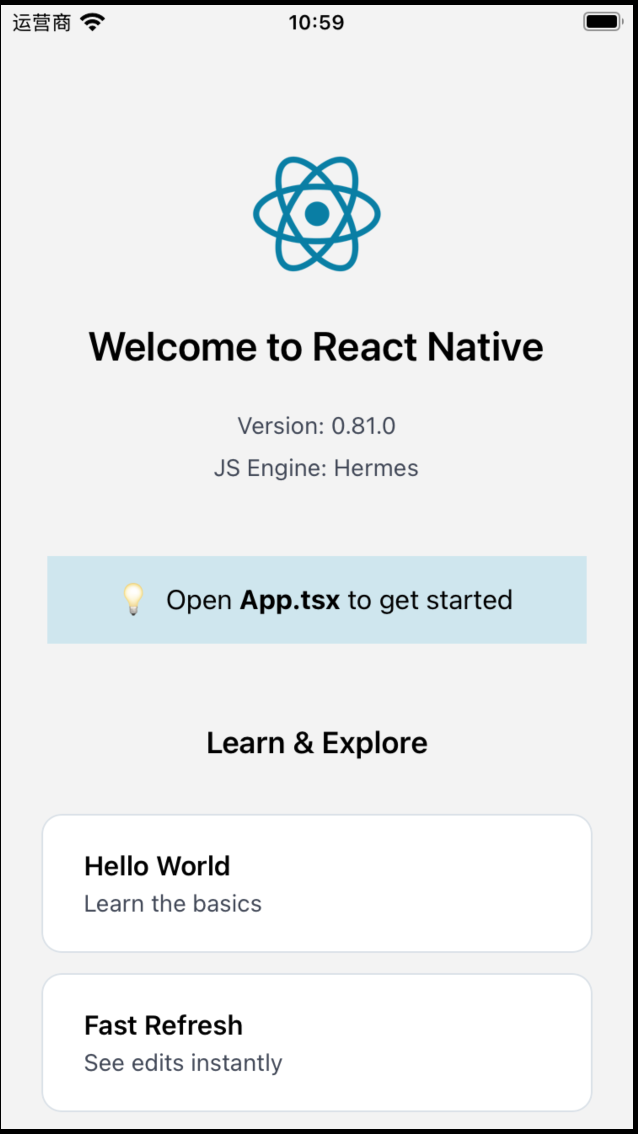 运营商 10:59
Welcome to React Native
Version: 0.81.0
JS Engine: Hermes
💡 Open App.tsx to get started
Learn & Explore
Hello World
Learn the basics
Fast Refresh
See edits instantly